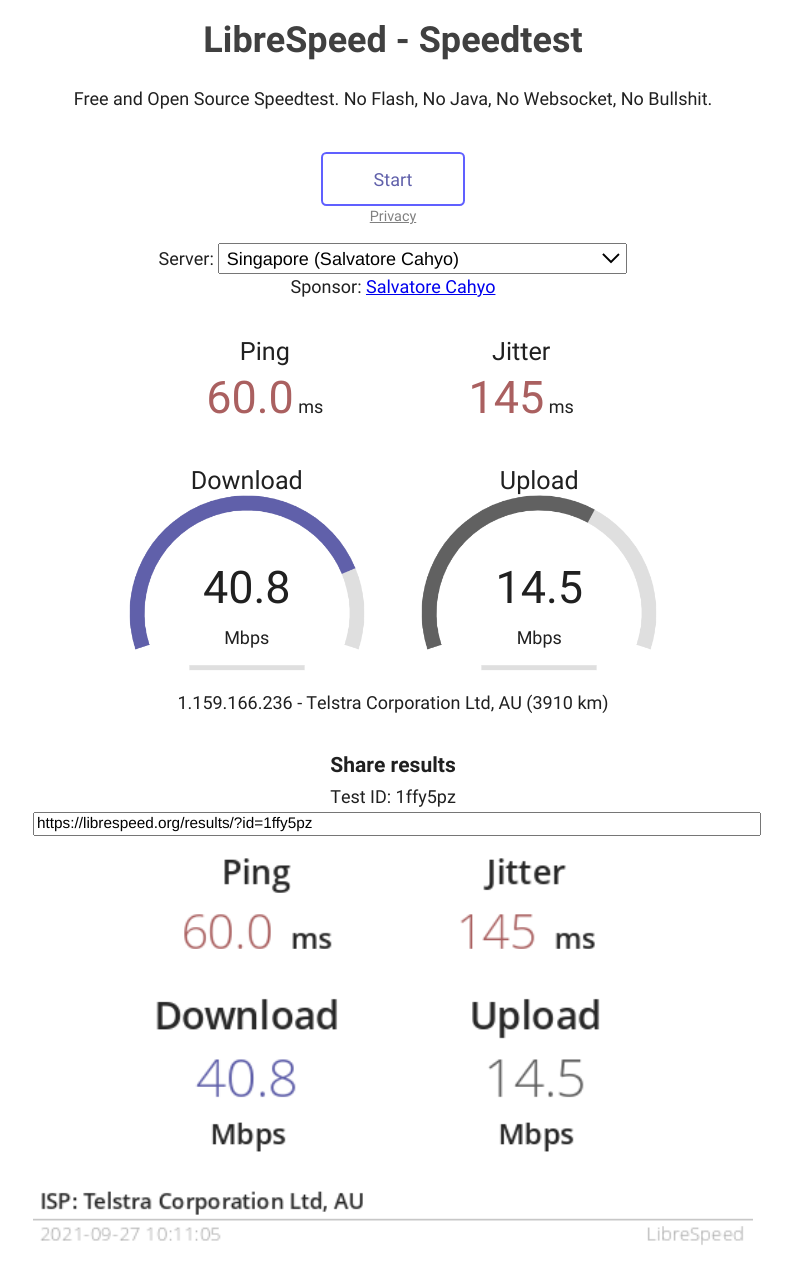 LibreSpeed - Speedtest
Free and Open Source Speedtest. No Flash, No Java, No Websocket, No Bullshit.
Start
Privacy
Server: Singapore (Salvatore Cahyo)
Sponsor: Salvatore Cahyo
Ping Jitter
60.0 ms 145 ms
Download Upload
40.8 14.5
Mbps Mbps
1.159.166.236 - Telstra Corporation Ltd, AU (3910 km)
Share results
Test ID: 1ffy5pz
https://librespeed.org/results/?id=1ffy5pz
Ping Jitter
60.0 ms 145 ms
Download Upload
40.8 14.5
Mbps Mbps
ISP: Telstra Corporation Ltd, AU
2021-09-27 10:11:05 LibreSpeed